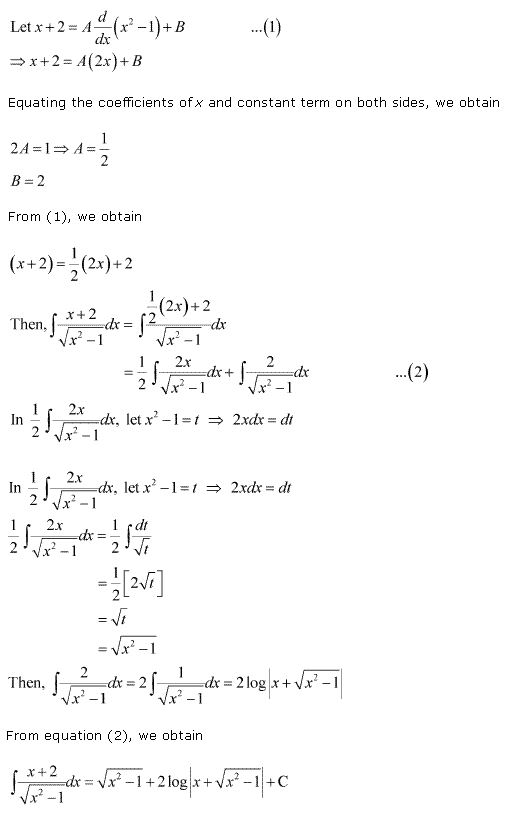 Let x + 2 = A d/dx (x² − 1) + B ...(1)
⇒ x + 2 = A(2x) + B
Equating the coefficients of x and constant term on both sides, we obtain
2A = 1 ⇒ A = 1/2
B = 2
From (1), we obtain
(x + 2) = 1/2 (2x) + 2
Then, ∫ (x + 2)/√(x² − 1) dx = ∫ (1/2 (2x) + 2)/√(x² − 1) dx
= 1/2 ∫ 2x/√(x² − 1) dx + ∫ 2/√(x² − 1) dx ...(2)
In 1/2 ∫ 2x/√(x² − 1) dx, let x² − 1 = t ⇒ 2xdx = dt
In 1/2 ∫ 2x/√(x² − 1) dx, let x² − 1 = t ⇒ 2xdx = dt
1/2 ∫ 2x/√(x² − 1) dx = 1/2 ∫ dt/√t
= 1/2 [2√t]
= √t
= √(x² − 1)
Then, ∫ 2/√(x² − 1) dx = 2 ∫ 1/√(x² − 1) dx = 2 log|x + √(x² − 1)|
From equation (2), we obtain
∫ (x + 2)/√(x² − 1) dx = √(x² − 1) + 2 log|x + √(x² − 1)| + C